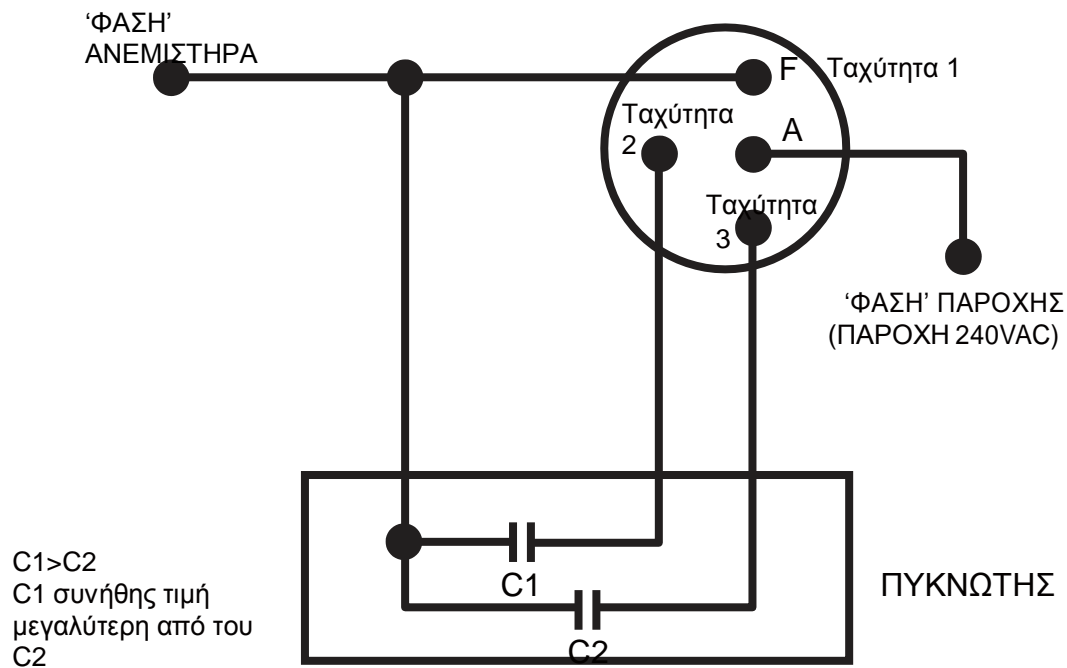 ‘ΦΑΣΗ’
ΑΝΕΜΙΣΤΗΡΑ
F
Ταχύτητα 1
Ταχύτητα
2
A
Ταχύτητα
3
‘ΦΑΣΗ’ ΠΑΡΟΧΗΣ
(ΠΑΡΟΧΗ 240VAC)
C1>C2
C1 συνήθης τιμή
μεγαλύτερη από του
C2
C1
C2
ΠΥΚΝΩΤΗΣ